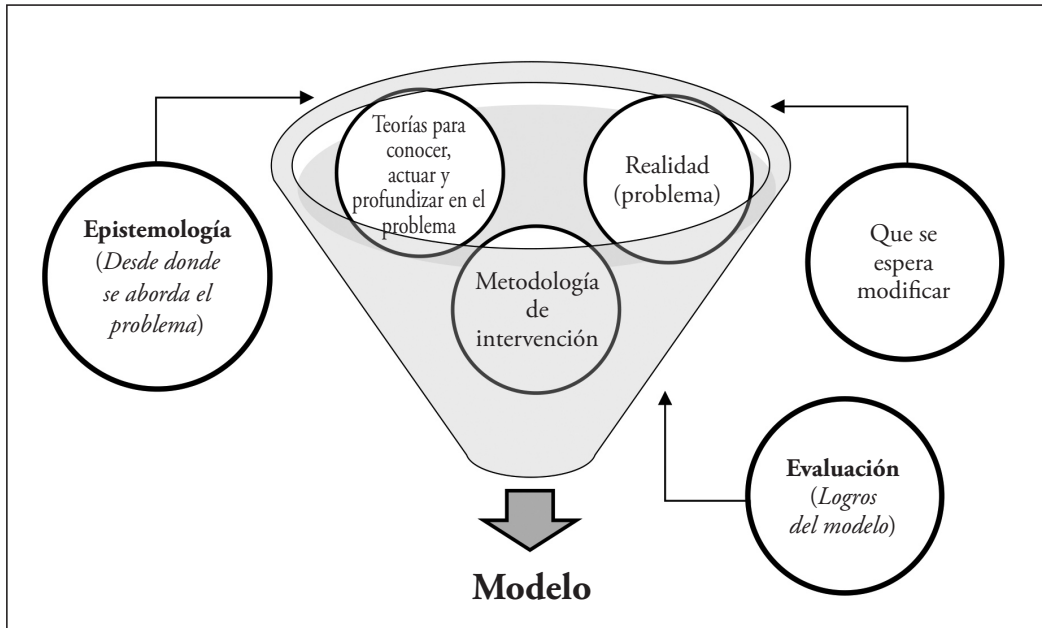 Epistemología
(Desde donde
se aborda el
problema)
Teorías para
conocer,
actuar y
profundizar en el
problema
Realidad
(problema)
Metodología
de
intervención
Que se
espera
modificar
Evaluación
(Logros
del modelo)
Modelo